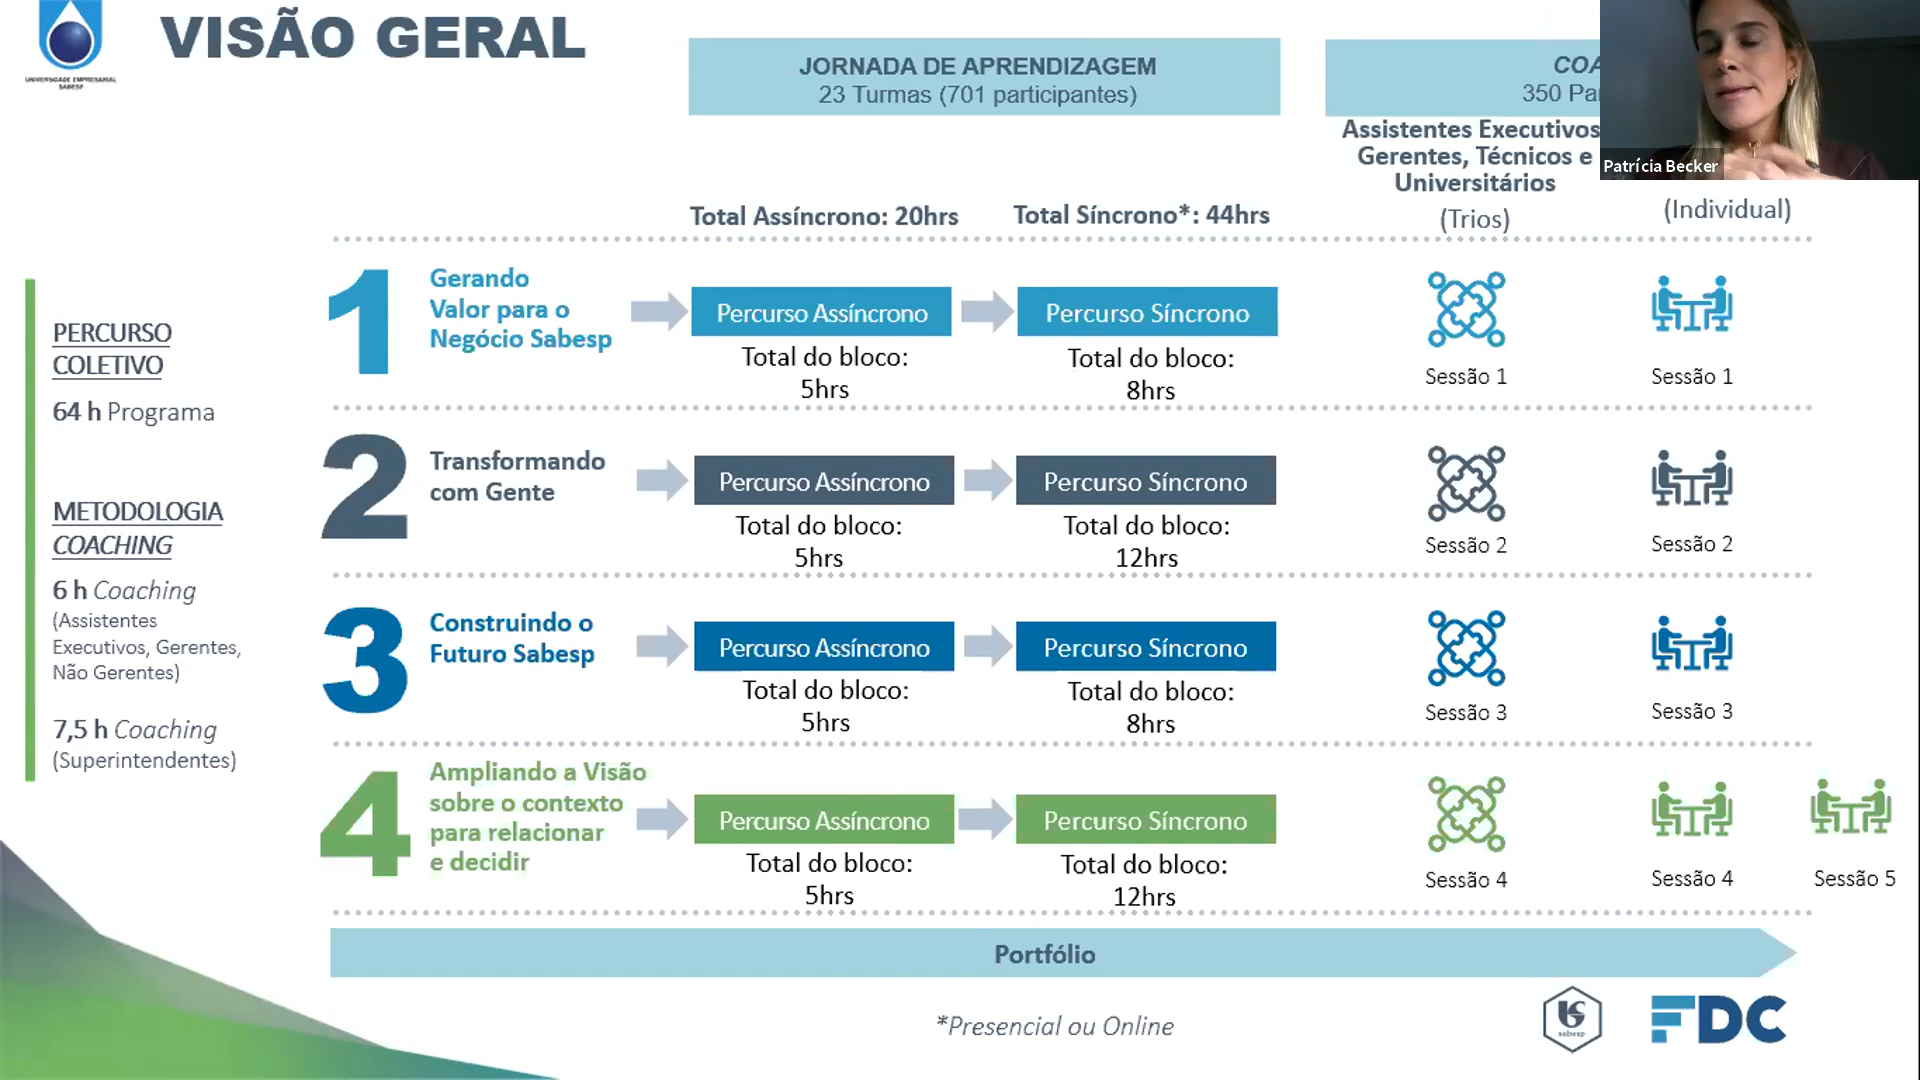 VISÃO GERAL
UNIVERSIDADE EMPRESARIAL
SABESP
JORNADA DE APRENDIZAGEM
23 Turmas (701 participantes)
350
Assistentes Executivos
Gerentes, Técnicos e
Universitários
(Trios)
(Individual)
Patrícia Becker
Total Assíncrono: 20hrs
Total Síncrono*: 44hrs
PERCURSO
COLETIVO
64 h Programa
METODOLOGIA
COACHING
6 h Coaching
(Assistentes
Executivos, Gerentes,
Não Gerentes)
7,5 h Coaching
(Superintendentes)
1
Gerando
Valor para o
Negócio Sabesp
Percurso Assíncrono
Total do bloco:
5hrs
Percurso Síncrono
Total do bloco:
8hrs
Sessão 1
Sessão 1
2
Transformando
com Gente
Percurso Assíncrono
Total do bloco:
5hrs
Percurso Síncrono
Total do bloco:
12hrs
Sessão 2
Sessão 2
3
Construindo o
Futuro Sabesp
Percurso Assíncrono
Total do bloco:
5hrs
Percurso Síncrono
Total do bloco:
8hrs
Sessão 3
Sessão 3
4
Ampliando a Visão
sobre o contexto
para relacionar
e decidir
Percurso Assíncrono
Total do bloco:
5hrs
Percurso Síncrono
Total do bloco:
12hrs
Sessão 4
Sessão 4
Sessão 5
Portfólio
*Presencial ou Online
sabesp
FDC